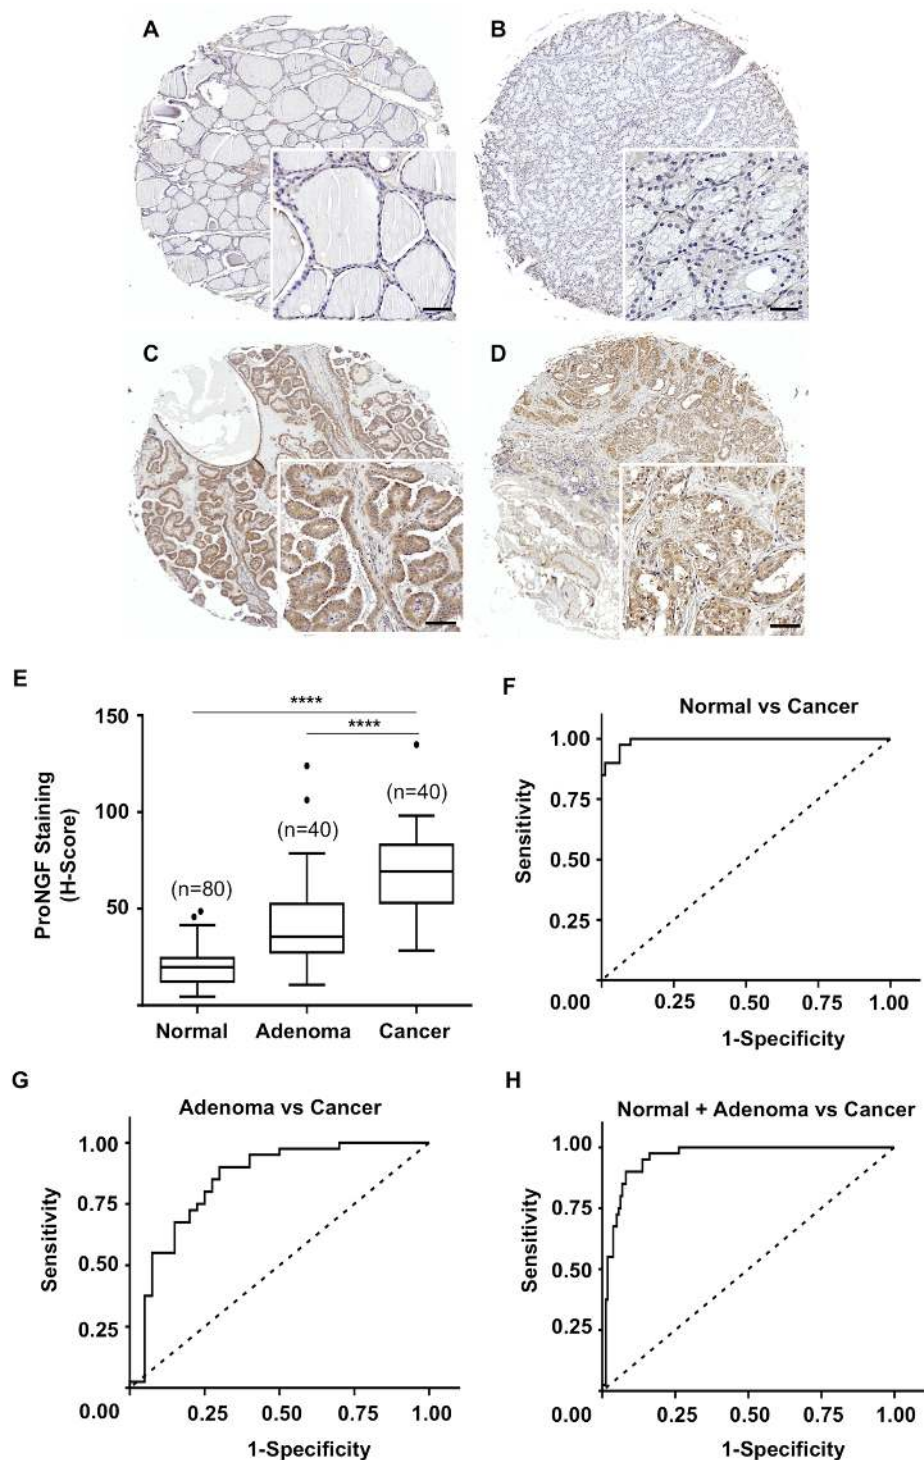 A
B
C
D
E
****
****
150
100
50
0
ProNGF Staining
(H-Score)
(n=80)
(n=40)
(n=40)
Normal Adenoma Cancer
F
Normal vs Cancer
1.00
0.75
0.50
0.25
0.00
0.25 0.50 0.75 1.00
Sensitivity
1-Specificity
G
Adenoma vs Cancer
1.00
0.75
0.50
0.25
0.00
0.25 0.50 0.75 1.00
Sensitivity
1-Specificity
H
Normal + Adenoma vs Cancer
1.00
0.75
0.50
0.25
0.00
0.25 0.50 0.75 1.00
Sensitivity
1-Specificity